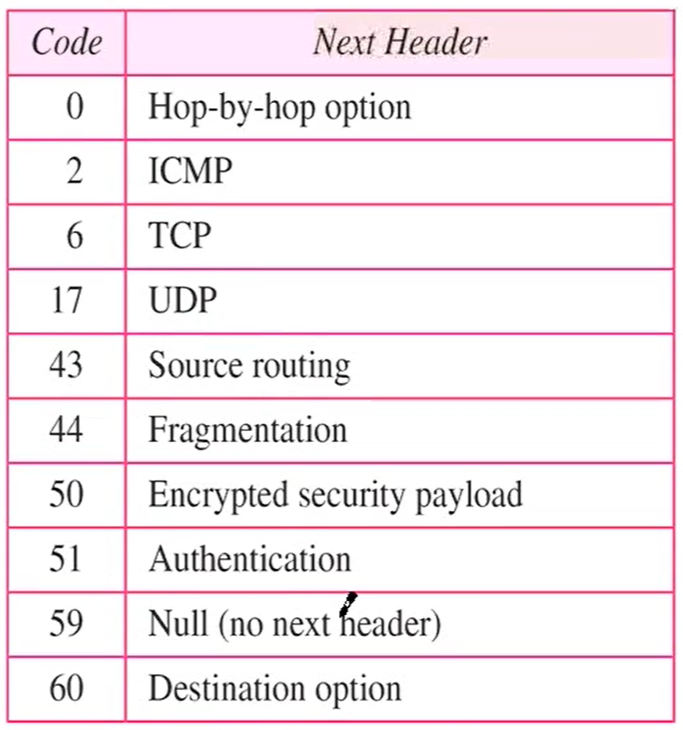 Code Next Header
0 Hop-by-hop option
2 ICMP
6 TCP
17 UDP
43 Source routing
44 Fragmentation
50 Encrypted security payload
51 Authentication
59 Null (no next header)
60 Destination option